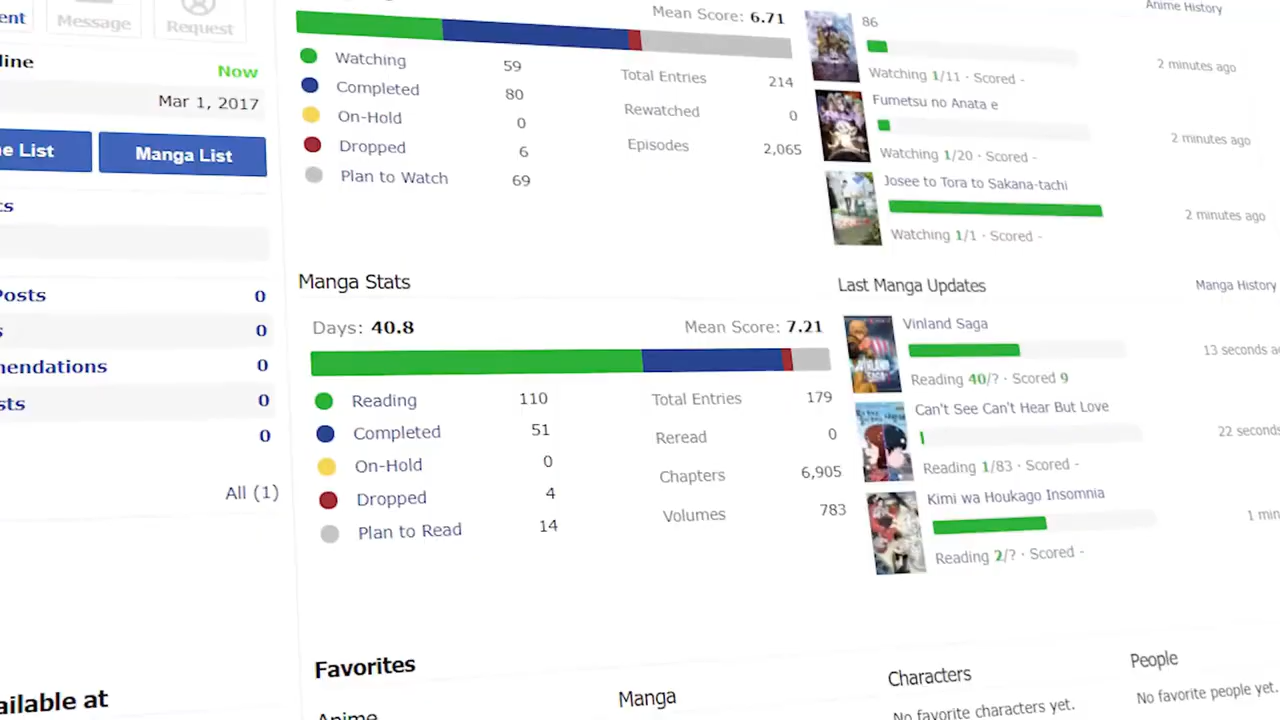 ent
Message
Request
line
Now
Mar 1, 2017
e List
Manga List
cs
Posts 0
s 0
nendations 0
sts 0
0
All (1)
ailable at
Mean Score: 6.71
Watching 59
Completed 80
On-Hold 0
Dropped 6
Plan to Watch 69
Total Entries 214
Rewatched 0
Episodes 2,065
Manga Stats
Days: 40.8
Mean Score: 7.21
Reading 110
Completed 51
On-Hold 0
Dropped 4
Plan to Read 14
Total Entries 179
Reread 0
Chapters 6,905
Volumes 783
Favorites
Anime
Manga
Characters
No favorite characters yet.
People
No favorite people yet.
Anime History
86
2 minutes ago
Watching 1/11 · Scored -
Fumetsu no Anata e
2 minutes ago
Watching 1/20 · Scored -
Josee to Tora to Sakana-tachi
2 minutes ago
Watching 1/1 · Scored -
Last Manga Updates
Manga History
Vinland Saga
13 seconds a
Reading 40/? · Scored 9
Can't See Can't Hear But Love
22 seconds
Reading 1/83 · Scored -
Kimi wa Houkago Insomnia
1 min
Reading 2/? · Scored -